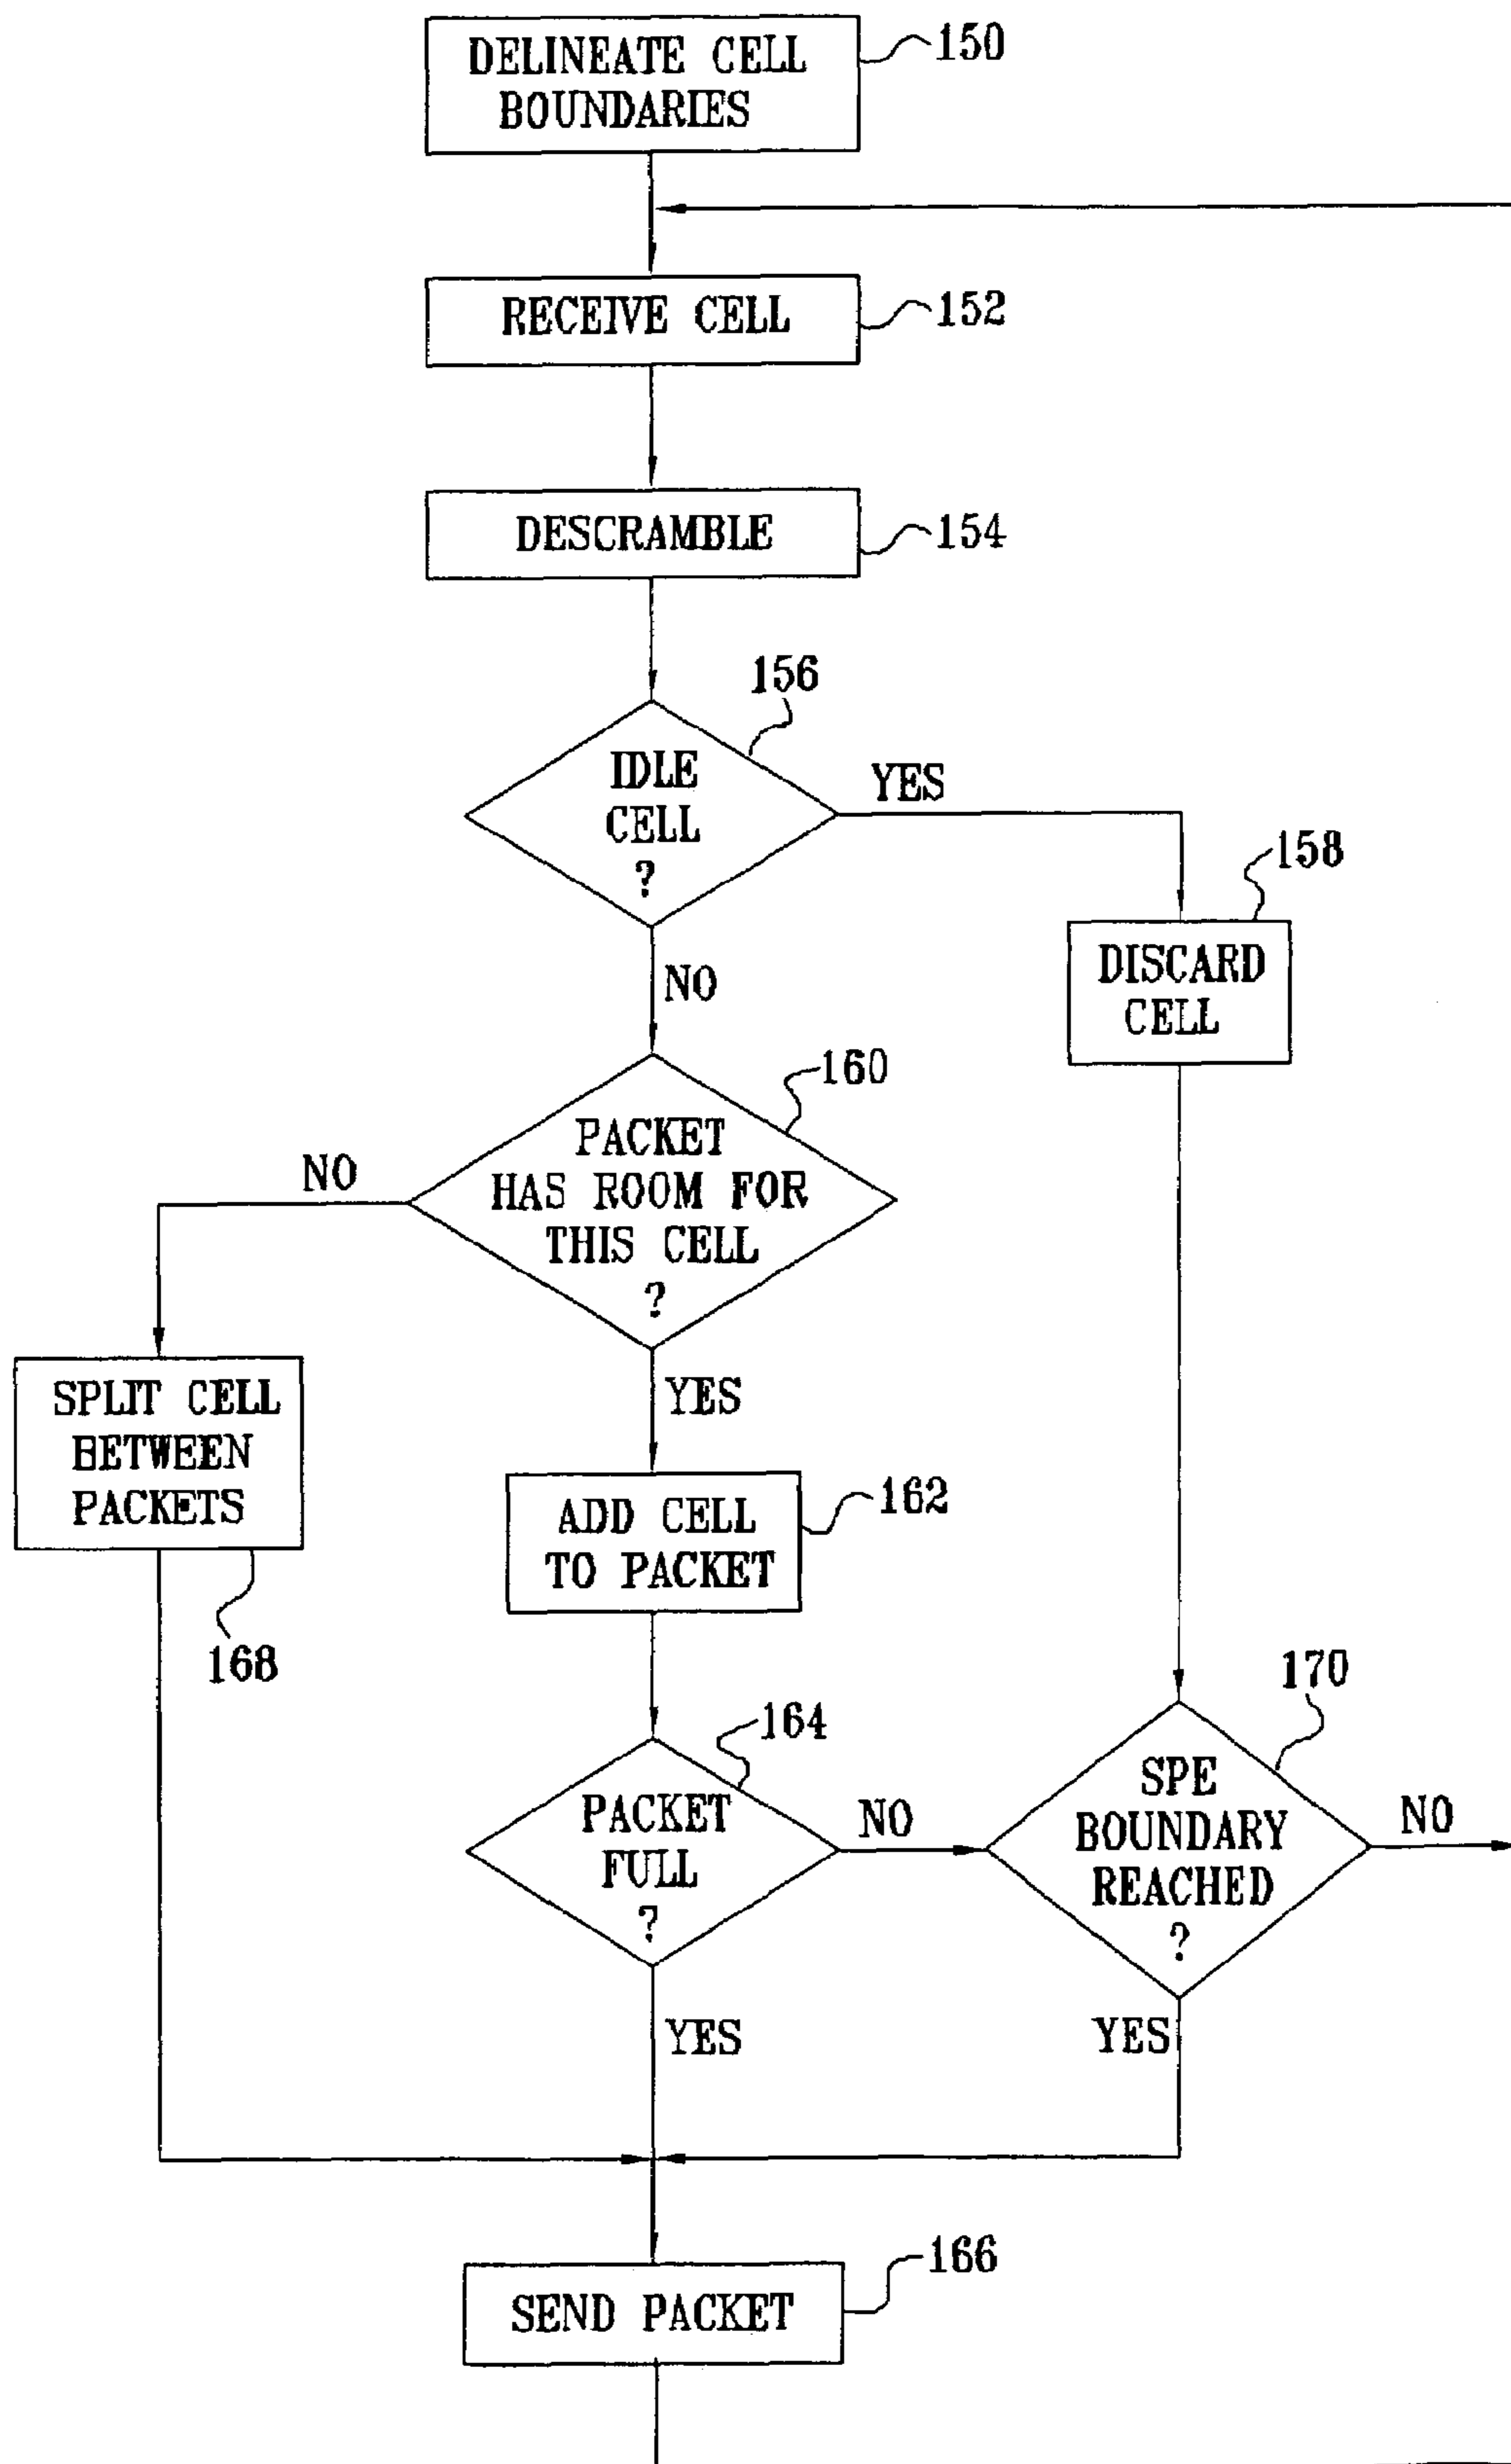 DELINEATE CELL
BOUNDARIES
150
RECEIVE CELL
152
DESCRAMBLE
154
156
IDLE
CELL
?
YES
158
DISCARD
CELL
NO
160
PACKET
HAS ROOM FOR
THIS CELL
?
NO
SPLIT CELL
BETWEEN
PACKETS
168
YES
ADD CELL
TO PACKET
162
164
PACKET
FULL
?
NO
170
SPE
BOUNDARY
REACHED
?
NO
YES
YES
SEND PACKET
166